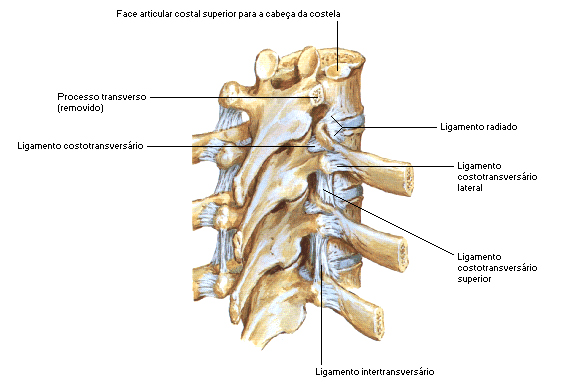 Face articular costal superior para a cabeça da costela
Processo transverso
(removido)
Ligamento radiado
Ligamento costotransversário
Ligamento
costotransversário
lateral
Ligamento
costotransversário
superior
Ligamento intertransversário